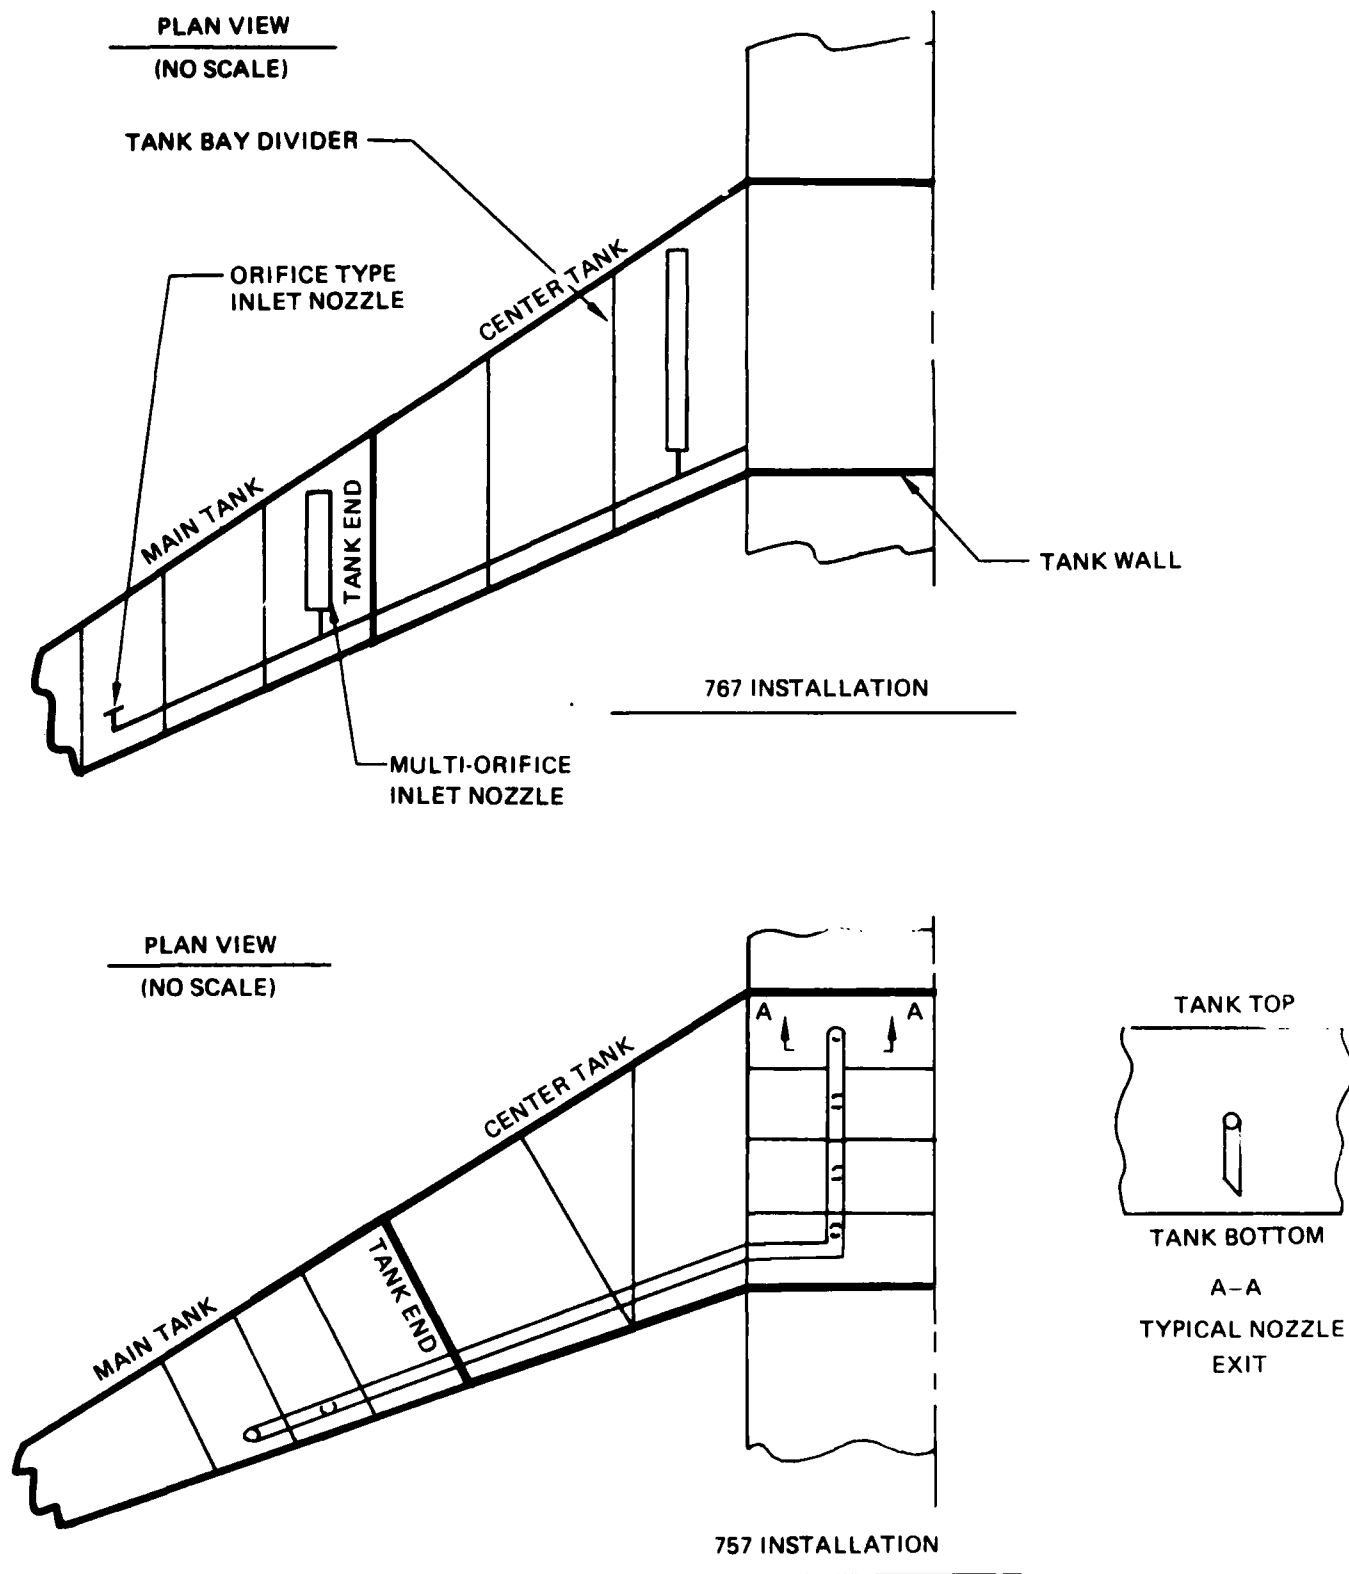 PLAN VIEW
(NO SCALE)
TANK BAY DIVIDER
ORIFICE TYPE
INLET NOZZLE
CENTER TANK
MAIN TANK
TANK END
TANK WALL
767 INSTALLATION
MULTI-ORIFICE
INLET NOZZLE
PLAN VIEW
(NO SCALE)
A A
CENTER TANK
TANK END
MAIN TANK
TANK TOP
TANK BOTTOM
A-A
TYPICAL NOZZLE
EXIT
757 INSTALLATION